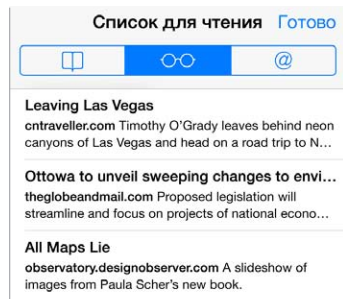 Список для чтения Готово
@
Leaving Las Vegas
cntraveller.com Timothy O'Grady leaves behind neon
canyons of Las Vegas and head on a road trip to N...
Ottowa to unveil sweeping changes to envi...
theglobeandmail.com Proposed legislation will
streamline and focus on projects of national econo...
All Maps Lie
observatory.designobserver.com A slideshow of
images from Paula Scher's new book.